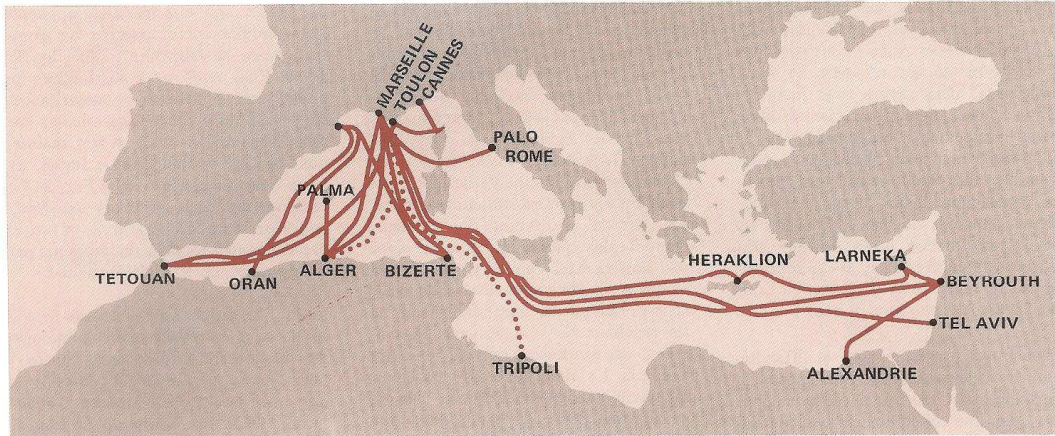 MARSEILLE
TOULON
CANNES
PALO
ROME
PALMA
TETOUAN
ORAN
ALGER
BIZERTE
HERAKLION
LARNEKA
BEYROUTH
TEL AVIV
TRIPOLI
ALEXANDRIE